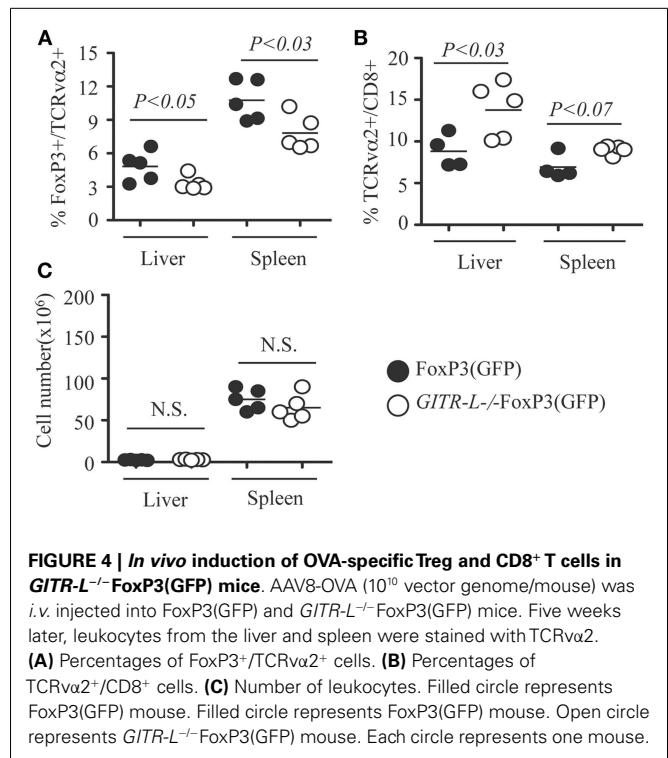 A
P<0.03
P<0.05
% FoxP3+/TCRvα2+
15
12
9
6
3
0
Liver
Spleen
B
P<0.03
P<0.07
% TCRvα2+/CD8+
20
15
10
5
0
Liver
Spleen
C
N.S.
N.S.
Cell number(x10⁶)
200
150
100
50
0
Liver
Spleen
FoxP3(GFP)
GITR-L-/-FoxP3(GFP)
FIGURE 4 | In vivo induction of OVA-specific Treg and CD8⁺ T cells in
GITR-L⁻/⁻FoxP3(GFP) mice. AAV8-OVA (10¹⁰ vector genome/mouse) was
i.v. injected into FoxP3(GFP) and GITR-L⁻/⁻FoxP3(GFP) mice. Five weeks
later, leukocytes from the liver and spleen were stained with TCRvα2.
(A) Percentages of FoxP3⁺/TCRvα2⁺ cells. (B) Percentages of
TCRvα2⁺/CD8⁺ cells. (C) Number of leukocytes. Filled circle represents
FoxP3(GFP) mouse. Filled circle represents FoxP3(GFP) mouse. Open circle
represents GITR-L⁻/⁻FoxP3(GFP) mouse. Each circle represents one mouse.